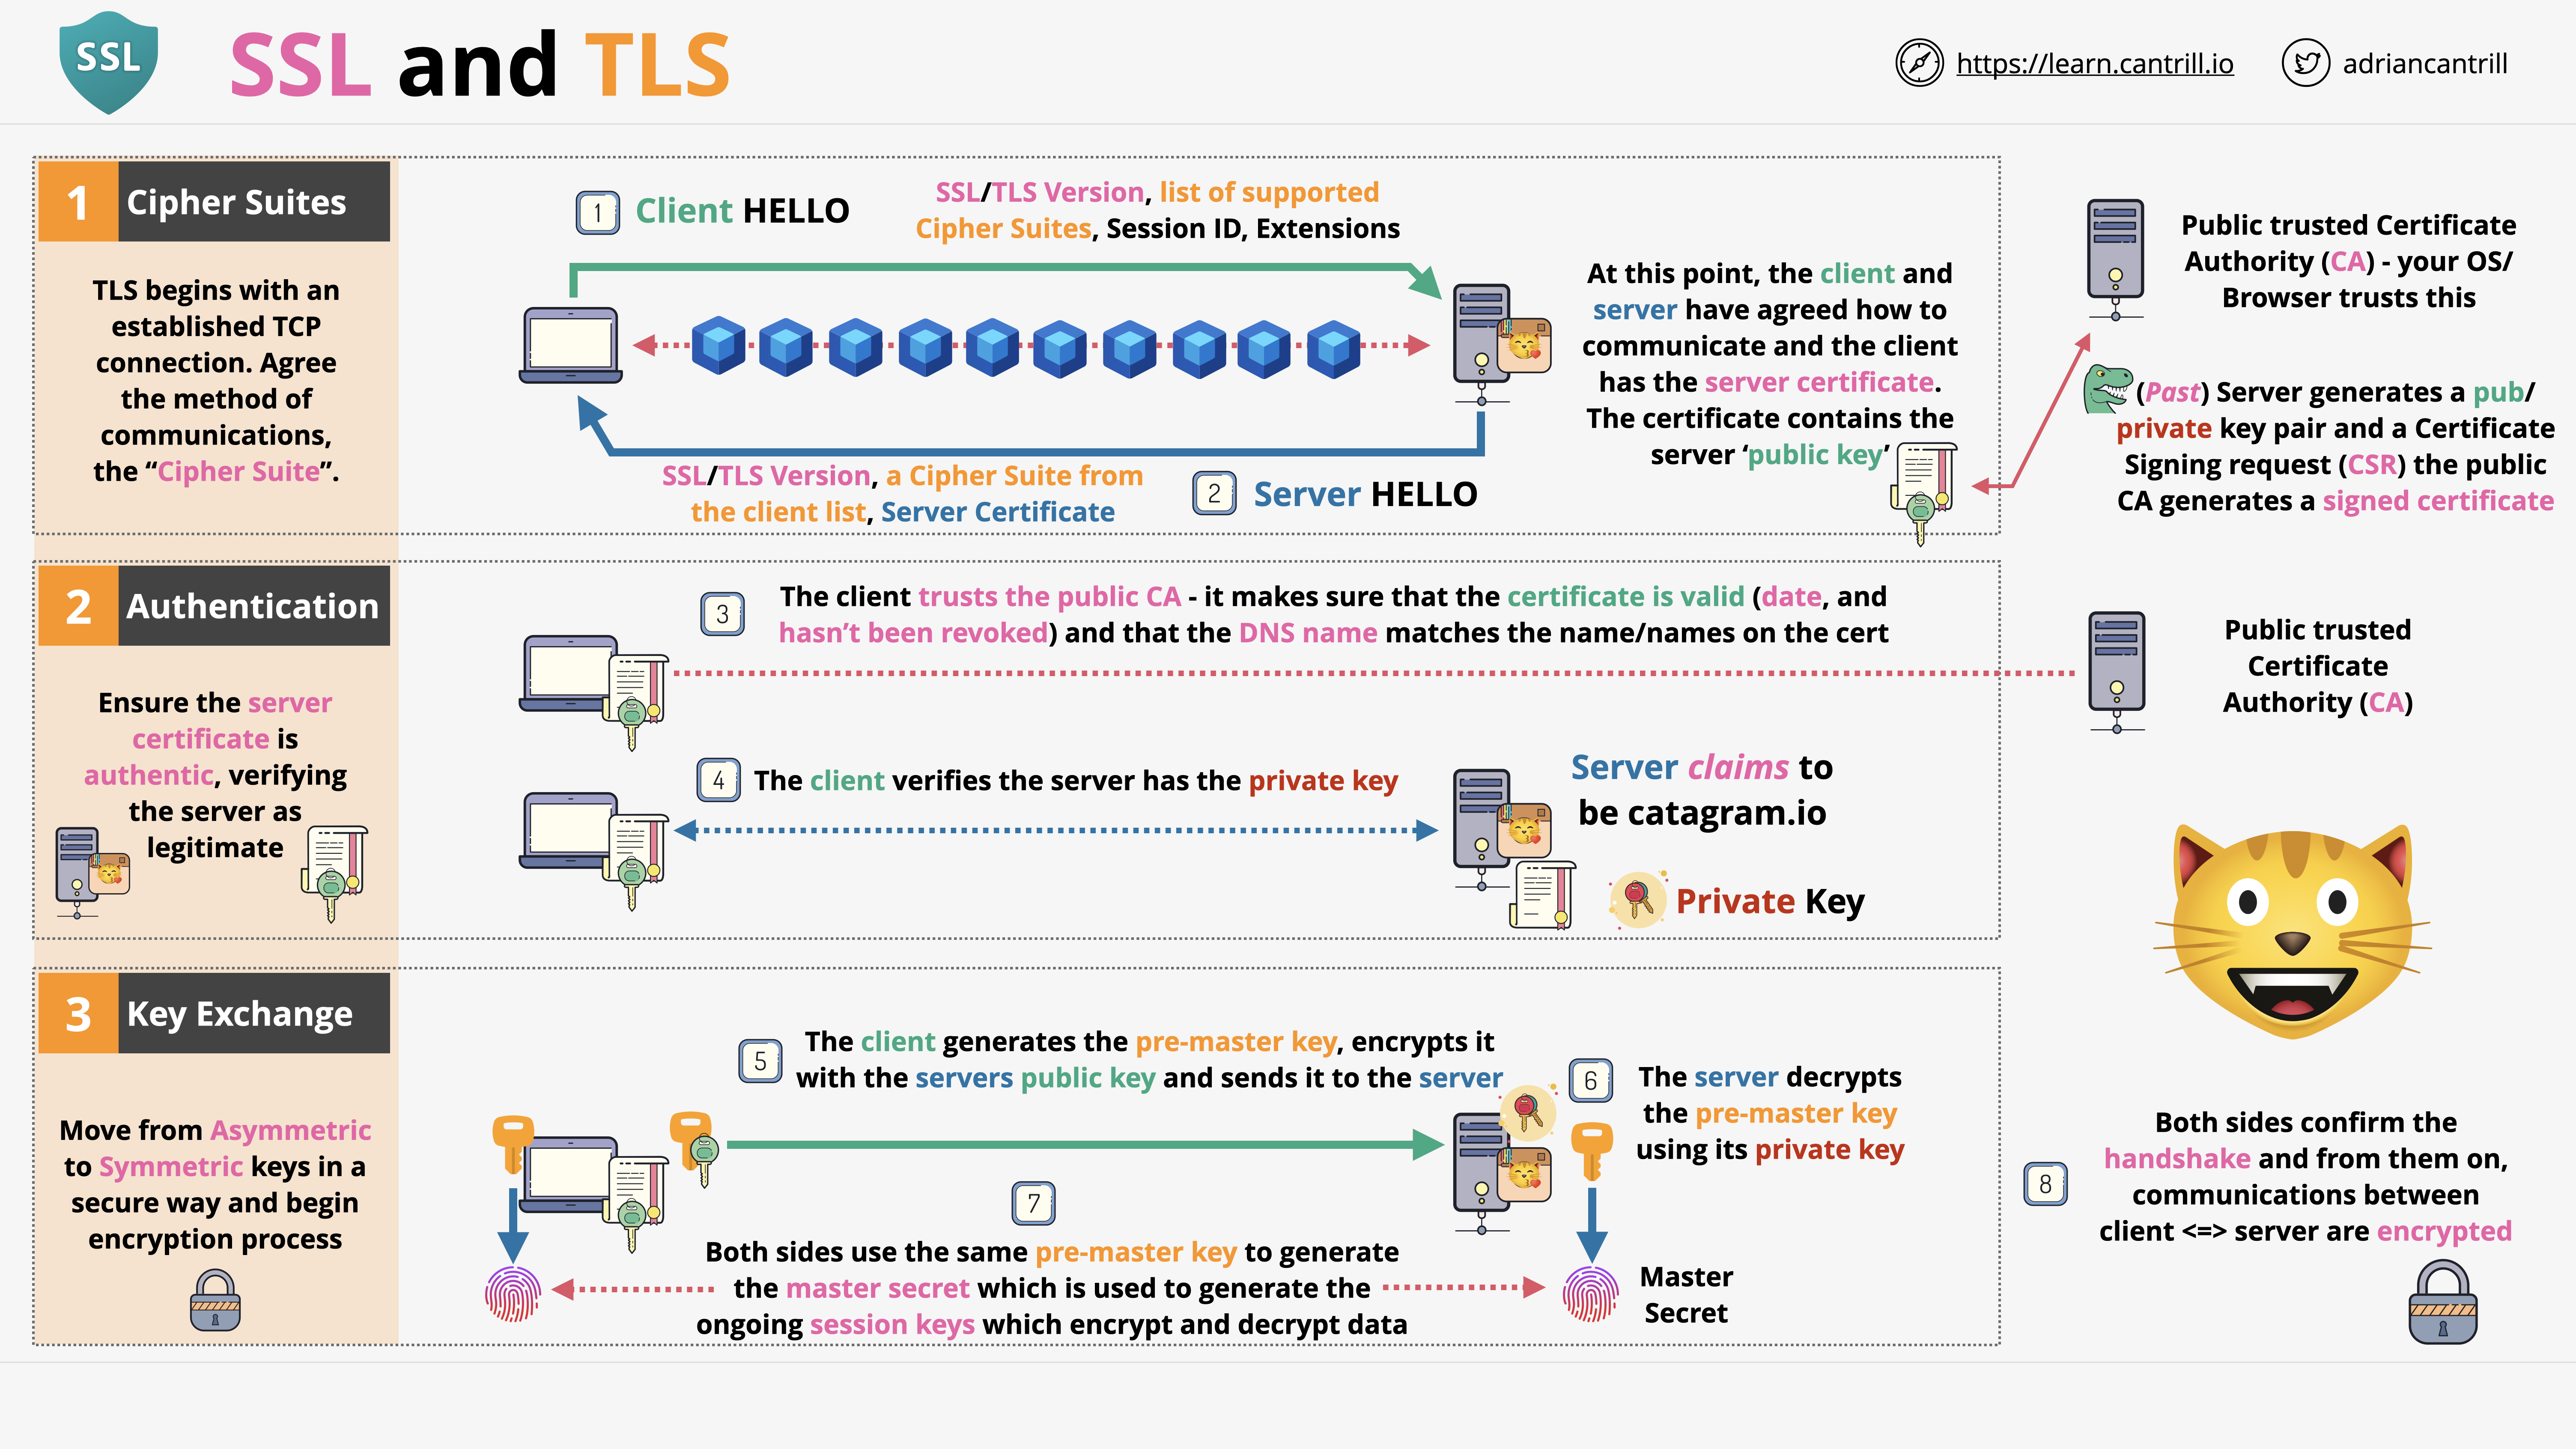 SSL
SSL and TLS
https://learn.cantrill.io
adriancantrill
1 Cipher Suites
TLS begins with an
established TCP
connection. Agree
the method of
communications,
the “Cipher Suite”.
1 Client HELLO
SSL/TLS Version, list of supported
Cipher Suites, Session ID, Extensions
SSL/TLS Version, a Cipher Suite from
the client list, Server Certificate
2 Server HELLO
At this point, the client and
server have agreed how to
communicate and the client
has the server certificate.
The certificate contains the
server ‘public key’
Public trusted Certificate
Authority (CA) - your OS/
Browser trusts this
(Past) Server generates a pub/
private key pair and a Certificate
Signing request (CSR) the public
CA generates a signed certificate
2 Authentication
Ensure the server
certificate is
authentic, verifying
the server as
legitimate
3
The client trusts the public CA - it makes sure that the certificate is valid (date, and
hasn’t been revoked) and that the DNS name matches the name/names on the cert
Public trusted
Certificate
Authority (CA)
4 The client verifies the server has the private key
Server claims to
be catagram.io
Private Key
3 Key Exchange
Move from Asymmetric
to Symmetric keys in a
secure way and begin
encryption process
5
The client generates the pre-master key, encrypts it
with the servers public key and sends it to the server
6
The server decrypts
the pre-master key
using its private key
7
Both sides use the same pre-master key to generate
the master secret which is used to generate the
ongoing session keys which encrypt and decrypt data
Master
Secret
8
Both sides confirm the
handshake and from them on,
communications between
client <=> server are encrypted